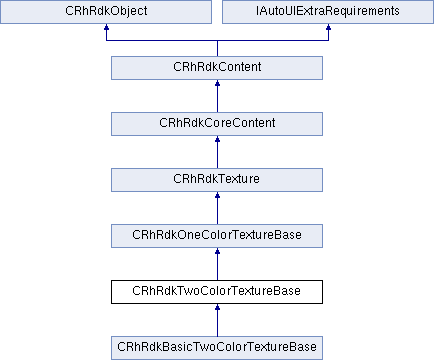 CRhRdkObject
IAutoUIExtraRequirements
CRhRdkContent
CRhRdkCoreContent
CRhRdkTexture
CRhRdkOneColorTextureBase
CRhRdkTwoColorTextureBase
CRhRdkBasicTwoColorTextureBase